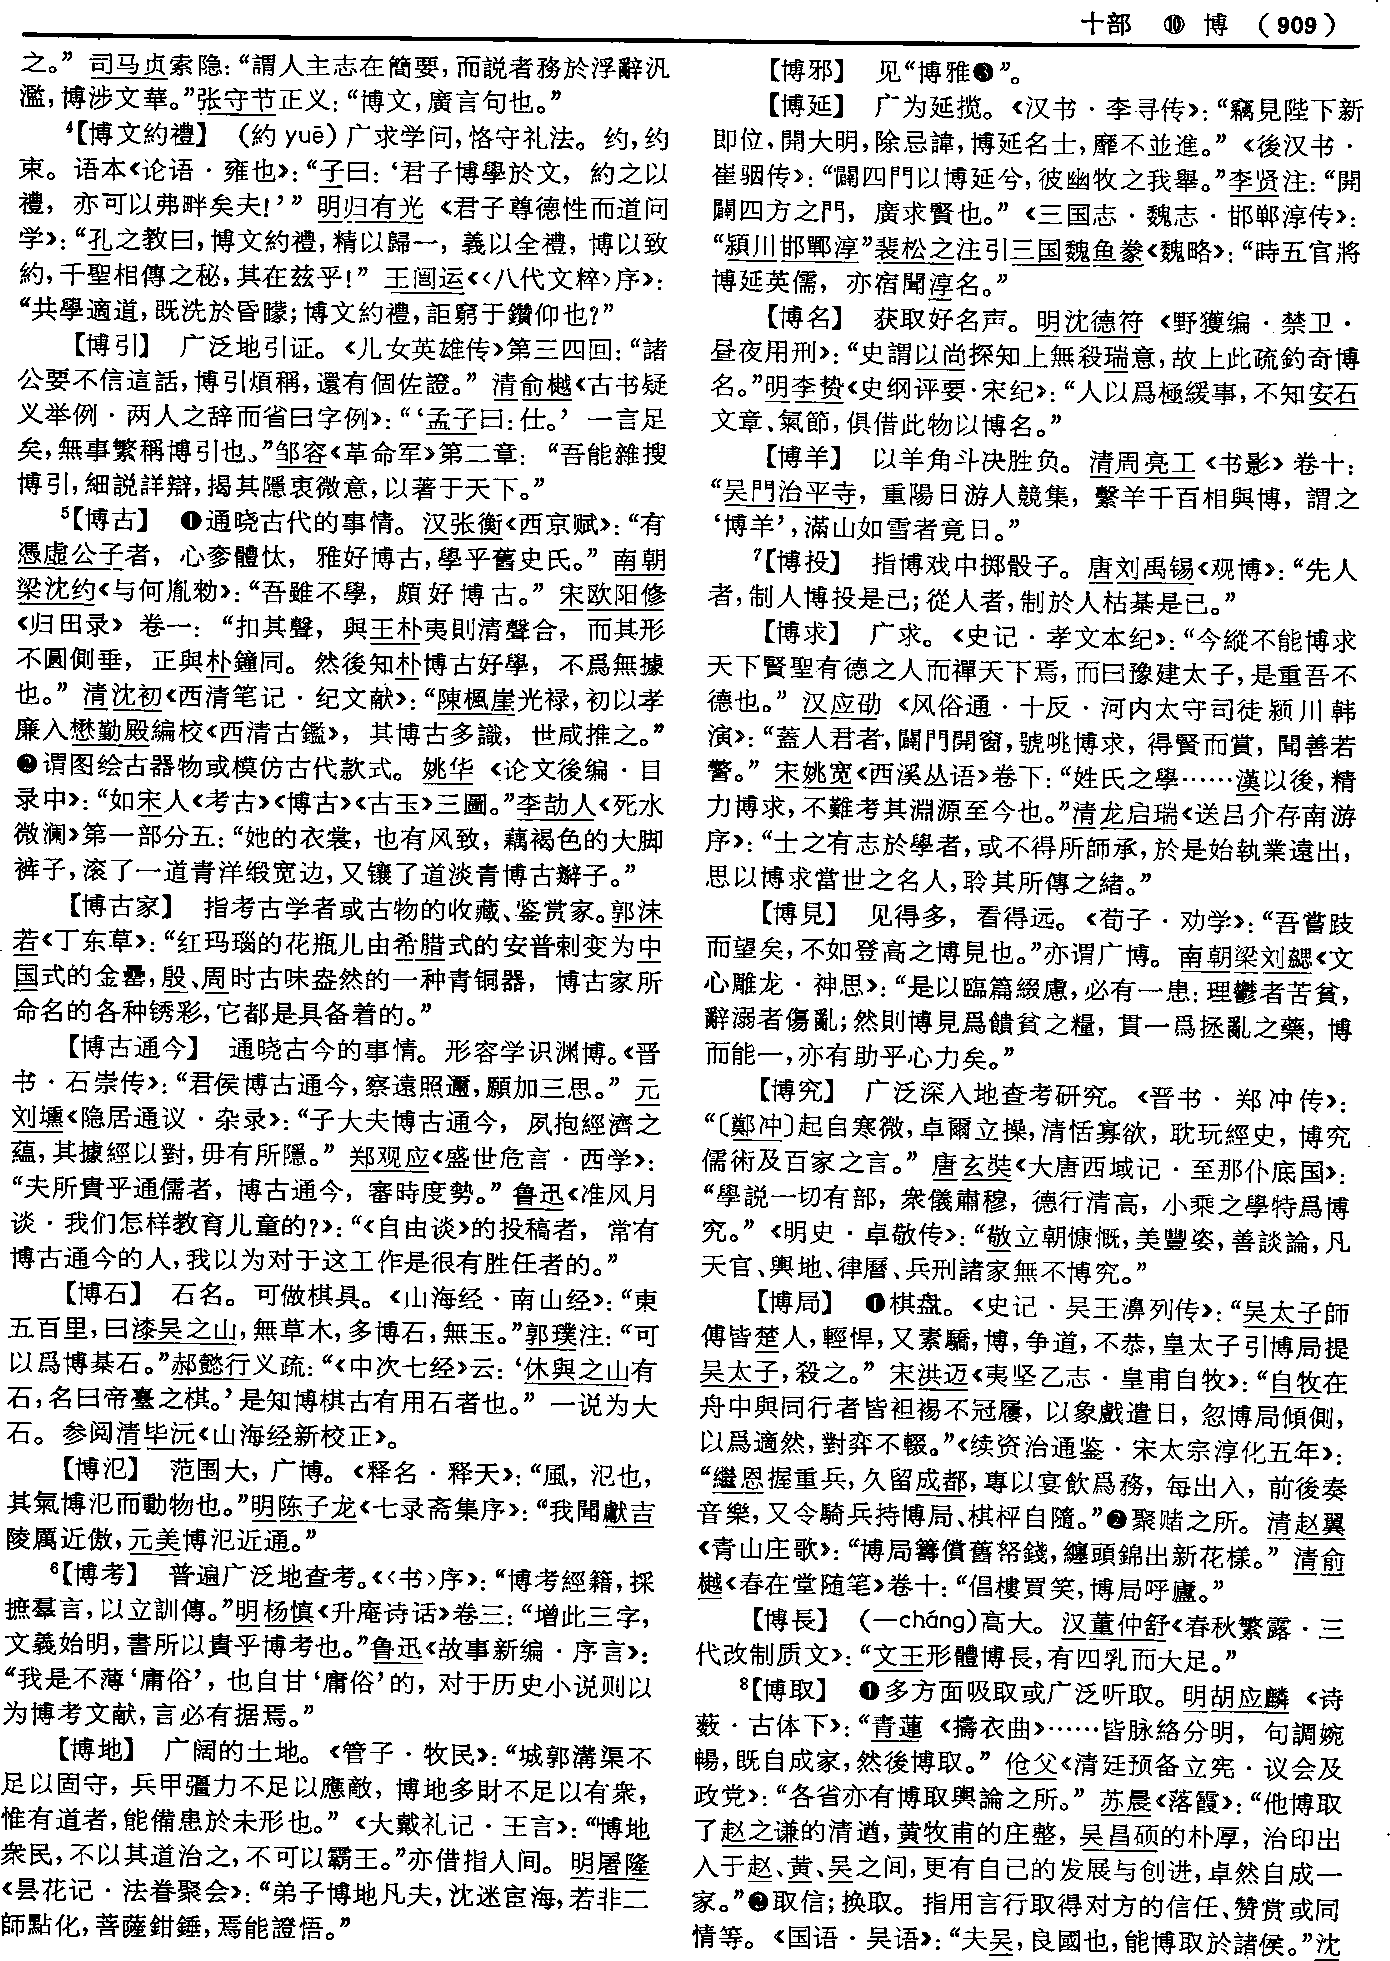 十部 ⑩ 博 （909）
之。”司马贞索隐：“謂人主志在簡要，而説者務於浮辭汎
濫，博涉文華。”张守节正义：“博文，廣言句也。”
⁴【博文約禮】 （約 yuē）广求学问，恪守礼法。约，约
束。语本《论语·雍也》：“子曰：‘君子博學於文，約之以
禮，亦可以弗畔矣夫！’”明归有光《君子尊德性而道问
学》：“孔之教曰，博文約禮，精以歸一，義以全禮，博以致
約，千聖相傳之秘，其在兹乎！”王闿运《〈八代文粹〉序》：
“共學適道，既洗於昏矇；博文約禮，詎窮于鑽仰也？”
【博引】 广泛地引证。《儿女英雄传》第三四回：“諸
公要不信這話，博引煩稱，還有個佐證。”清俞樾《古书疑
义举例·两人之辞而省曰字例》：“‘孟子曰：仕。’一言足
矣，無事繁稱博引也。”邹容《革命军》第二章：“吾能雜搜
博引，細説詳辯，揭其隱衷微意，以著于天下。”
⁵【博古】 ❶通晓古代的事情。汉张衡《西京赋》：“有
憑虛公子者，心奓體忲，雅好博古，學乎舊史氏。”南朝
梁沈约《与何胤勑》：“吾雖不學，頗好博古。”宋欧阳修
《归田录》卷一：“扣其聲，與王朴夷則清聲合，而其形
不圓側垂，正與朴鐘同。然後知朴博古好學，不爲無據
也。”清沈初《西清笔记·纪文献》：“陳楓崖光禄，初以孝
廉入懋勤殿編校《西清古鑑》，其博古多識，世咸推之。”
❷谓图绘古器物或模仿古代款式。姚华《论文後编·目
录中》：“如宋人《考古》《博古》《古玉》三圖。”李劼人《死水
微澜》第一部分五：“她的衣裳，也有风致，藕褐色的大脚
裤子，滚了一道青洋缎宽边，又镶了道淡青博古辫子。”
【博古家】 指考古学者或古物的收藏、鉴赏家。郭沫
若《丁东草》：“红玛瑙的花瓶儿由希腊式的安普剌变为中
国式的金罍，殷、周时古味盎然的一种青铜器，博古家所
命名的各种锈彩，它都是具备着的。”
【博古通今】 通晓古今的事情。形容学识渊博。《晋
书·石崇传》：“君侯博古通今，察遠照邇，願加三思。”元
刘壎《隐居通议·杂录》：“子大夫博古通今，夙抱經濟之
藴，其據經以對，毋有所隱。”郑观应《盛世危言·西学》：
“夫所貴乎通儒者，博古通今，審時度勢。”鲁迅《准风月
谈·我们怎样教育儿童的？》：“《自由谈》的投稿者，常有
博古通今的人，我以为对于这工作是很有胜任者的。”
【博石】 石名。可做棋具。《山海经·南山经》：“東
五百里，曰漆吴之山，無草木，多博石，無玉。”郭璞注：“可
以爲博棊石。”郝懿行义疏：“《中次七经》云：‘休與之山有
石，名曰帝臺之棋。’是知博棋古有用石者也。”一说为大
石。参阅清毕沅《山海经新校正》。
【博氾】 范围大，广博。《释名·释天》：“風，氾也，
其氣博氾而動物也。”明陈子龙《七录斋集序》：“我聞獻吉
陵厲近傲，元美博氾近通。”
⁶【博考】 普遍广泛地查考。《〈书〉序》：“博考經籍，採
摭羣言，以立訓傳。”明杨慎《升庵诗话》卷三：“增此三字，
文義始明，書所以貴乎博考也。”鲁迅《故事新编·序言》：
“我是不薄‘庸俗’，也自甘‘庸俗’的，对于历史小说则以
为博考文献，言必有据焉。”
【博地】 广阔的土地。《管子·牧民》：“城郭溝渠不
足以固守，兵甲彊力不足以應敵，博地多財不足以有衆，
惟有道者，能備患於未形也。”《大戴礼记·王言》：“博地
衆民，不以其道治之，不可以霸王。”亦借指人间。明屠隆
《昙花记·法眷聚会》：“弟子博地凡夫，沈迷宦海，若非二
師點化，菩薩鉗錘，焉能證悟。”
【博邪】 见“博雅❸”。
【博延】 广为延揽。《汉书·李寻传》：“竊見陛下新
即位，開大明，除忌諱，博延名士，靡不並進。”《後汉书·
崔骃传》：“闢四門以博延兮，彼幽牧之我舉。”李贤注：“開
闢四方之門，廣求賢也。”《三国志·魏志·邯郸淳传》：
“潁川邯鄲淳”裴松之注引三国魏鱼豢《魏略》：“時五官將
博延英儒，亦宿聞淳名。”
【博名】 获取好名声。明沈德符《野獲编·禁卫·
昼夜用刑》：“史謂以尚探知上無殺瑞意，故上此疏釣奇博
名。”明李贽《史纲评要·宋纪》：“人以爲極緩事，不知安石
文章、氣節，俱借此物以博名。”
【博羊】 以羊角斗决胜负。清周亮工《书影》卷十：
“吴門治平寺，重陽日游人競集，繫羊千百相與博，謂之
‘博羊’，滿山如雪者竟日。”
⁷【博投】 指博戏中掷骰子。唐刘禹锡《观博》：“先人
者，制人博投是已；從人者，制於人枯棊是已。”
【博求】 广求。《史记·孝文本纪》：“今縱不能博求
天下賢聖有德之人而禪天下焉，而曰豫建太子，是重吾不
德也。”汉应劭《风俗通·十反·河内太守司徒颍川韩
演》：“蓋人君者，闢門開窗，號咷博求，得賢而賞，聞善若
驚。”宋姚宽《西溪丛语》卷下：“姓氏之學……漢以後，精
力博求，不難考其淵源至今也。”清龙启瑞《送吕介存南游
序》：“士之有志於學者，或不得所師承，於是始執業遠出，
思以博求當世之名人，聆其所傳之緒。”
【博見】 见得多，看得远。《荀子·劝学》：“吾嘗跂
而望矣，不如登高之博見也。”亦谓广博。南朝梁刘勰《文
心雕龙·神思》：“是以臨篇綴慮，必有一患：理鬱者苦貧，
辭溺者傷亂；然則博見爲饋貧之糧，貫一爲拯亂之藥，博
而能一，亦有助乎心力矣。”
【博究】 广泛深入地查考研究。《晋书·郑冲传》：
“〔鄭冲〕起自寒微，卓爾立操，清恬寡欲，耽玩經史，博究
儒術及百家之言。”唐玄奘《大唐西域记·至那仆底国》：
“學説一切有部，衆儀肅穆，德行清高，小乘之學特爲博
究。”《明史·卓敬传》：“敬立朝慷慨，美豐姿，善談論，凡
天官、輿地、律曆、兵刑諸家無不博究。”
【博局】 ❶棋盘。《史记·吴王濞列传》：“吴太子師
傅皆楚人，輕悍，又素驕，博，争道，不恭，皇太子引博局提
吴太子，殺之。”宋洪迈《夷坚乙志·皇甫自牧》：“自牧在
舟中與同行者皆袒裼不冠屨，以象戲遣日，忽博局傾側，
以爲適然，對弈不輟。”《续资治通鉴·宋太宗淳化五年》：
“繼恩握重兵，久留成都，專以宴飲爲務，每出入，前後奏
音樂，又令騎兵持博局、棋枰自隨。”❷聚赌之所。清赵翼
《青山庄歌》：“博局籌償舊帑錢，纏頭錦出新花樣。”清俞
樾《春在堂随笔》卷十：“倡樓買笑，博局呼廬。”
【博長】 （—cháng）高大。汉董仲舒《春秋繁露·三
代改制质文》：“文王形體博長，有四乳而大足。”
⁸【博取】 ❶多方面吸取或广泛听取。明胡应麟《诗
薮·古体下》：“青蓮《擣衣曲》……皆脉絡分明，句調婉
暢，既自成家，然後博取。”伧父《清廷预备立宪·议会及
政党》：“各省亦有博取輿論之所。”苏晨《落霞》：“他博取
了赵之谦的清遒，黄牧甫的庄整，吴昌硕的朴厚，治印出
入于赵、黄、吴之间，更有自己的发展与创进，卓然自成一
家。”❷取信；换取。指用言行取得对方的信任、赞赏或同
情等。《国语·吴语》：“夫吴，良國也，能博取於諸侯。”沈